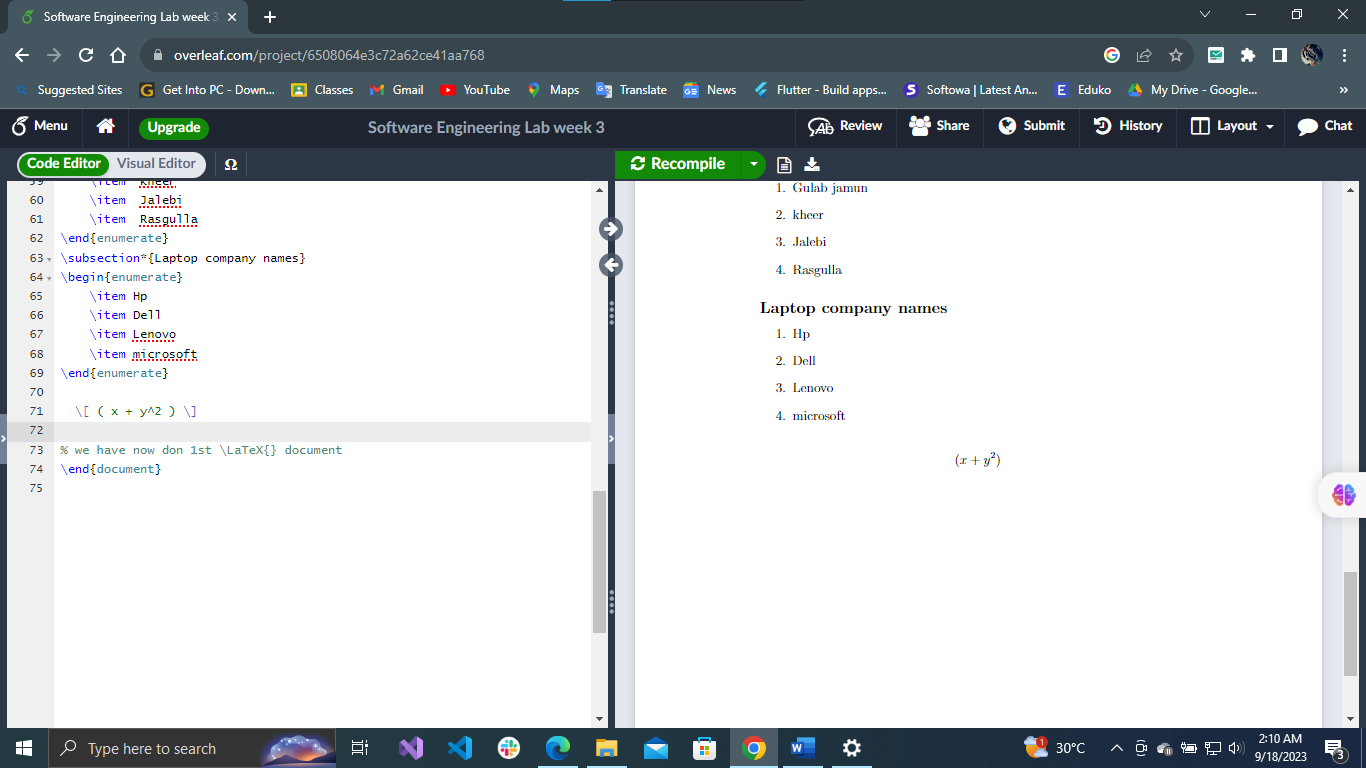 Software Engineering Lab week 3
overleaf.com/project/6508064e3c72a62ce41aa768
Suggested Sites
Get Into PC - Down...
Classes
Gmail
YouTube
Maps
Translate
News
Flutter - Build apps...
Softowa | Latest An...
Eduko
My Drive - Google...
»
Menu
Upgrade
Software Engineering Lab week 3
Review
Share
Submit
History
Layout
Chat
Code Editor
Visual Editor
Ω
Recompile
59 \item kheer
60 \item Jalebi
61 \item Rasgulla
62 \end{enumerate}
63 \subsection*{Laptop company names}
64 \begin{enumerate}
65 \item Hp
66 \item Dell
67 \item Lenovo
68 \item microsoft
69 \end{enumerate}
70
71 \[ ( x + y^2 ) \]
72
73 % we have now don 1st \LaTeX{} document
74 \end{document}
75
1. Gulab jamun
2. kheer
3. Jalebi
4. Rasgulla
Laptop company names
1. Hp
2. Dell
3. Lenovo
4. microsoft
(x + y²)
Type here to search
1
30°C
2:10 AM
9/18/2023
3